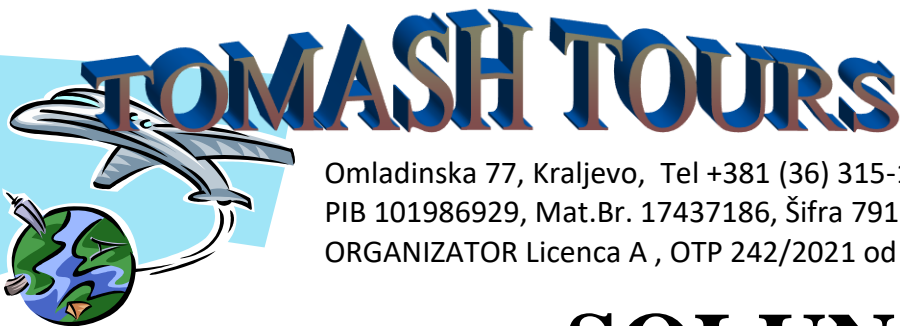 TOMASH TOURS
Omladinska 77, Kraljevo, Tel +381 (36) 315-
PIB 101986929, Mat.Br. 17437186, Šifra 791
ORGANIZATOR Licenca A , OTP 242/2021 od
SOLUN